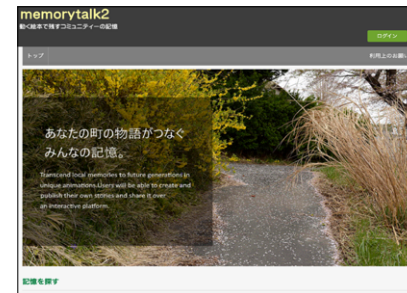 memorytalk2
動く絵本で残すコミュニティーの記憶
ログイン
トップ
利用上のお願い
あなたの町の物語がつなぐ
みんなの記憶。
Transcend local memories to future generations in
unique animations.Users will be able to create and
publish their own stories and share it over
an interactive platform.
記憶を探す